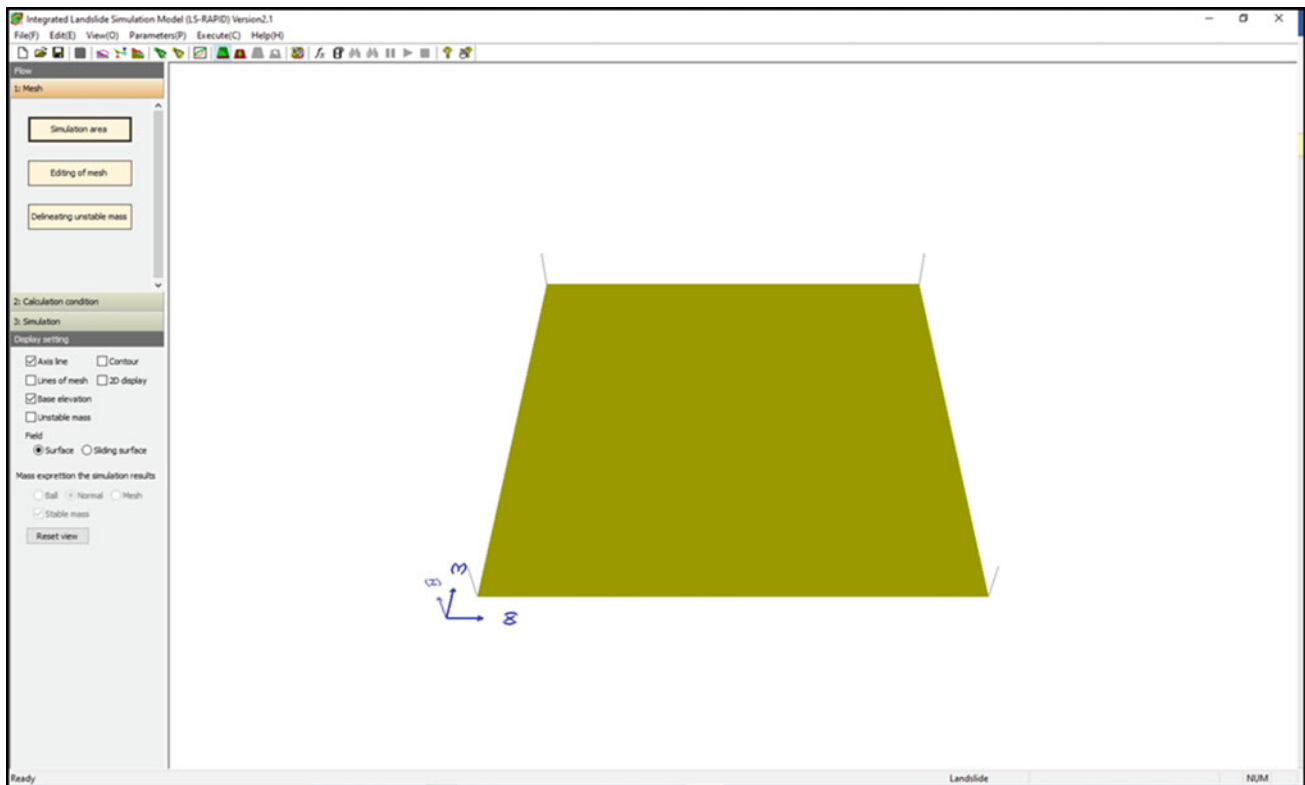 Integrated Landslide Simulation Model (LS-RAPID) Version2.1
File(F) Edit(E) View(O) Parameters(P) Execute(C) Help(H)
Flow
1: Mesh
Simulation area
Editing of mesh
Delineating unstable mass
2: Calculation condition
3: Simulation
Display setting
Axis line Contour
Lines of mesh 2D display
Base elevation
Unstable mass
Field
Surface Sliding surface
Mass exprettion the simulation results
Ball Normal Mesh
Stable mass
Reset view
Ready Landslide NUM